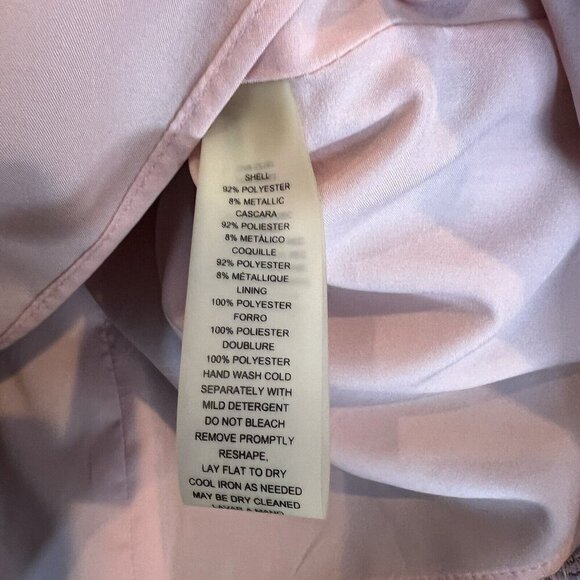 SHELL
92% POLYESTER
8% METALLIC
CASCARA
92% POLIESTER
8% METÁLICO
COQUILLE
92% POLYESTER
8% MÉTALLIQUE
LINING
100% POLYESTER
FORRO
100% POLIESTER
DOUBLURE
100% POLYESTER
HAND WASH COLD
SEPARATELY WITH
MILD DETERGENT
DO NOT BLEACH
REMOVE PROMPTLY
RESHAPE,
LAY FLAT TO DRY
COOL IRON AS NEEDED
MAY BE DRY CLEANED
LAVAR A MANO